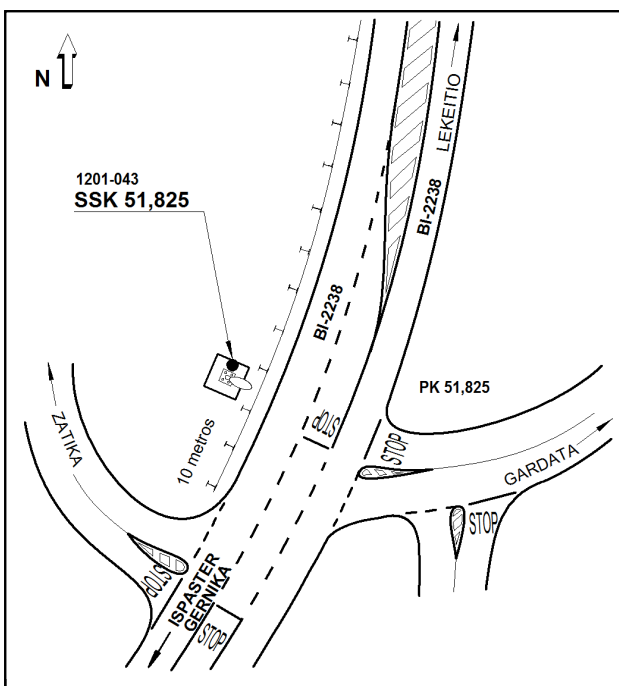 N
LEKEITIO
BI-2238
1201-043
SSK 51,825
BI-2238
PK 51,825
STOP
STOP
ZATIKA
10 metros
GARDATA
STOP
STOP
ISPASTER
GERNIKA
STOP